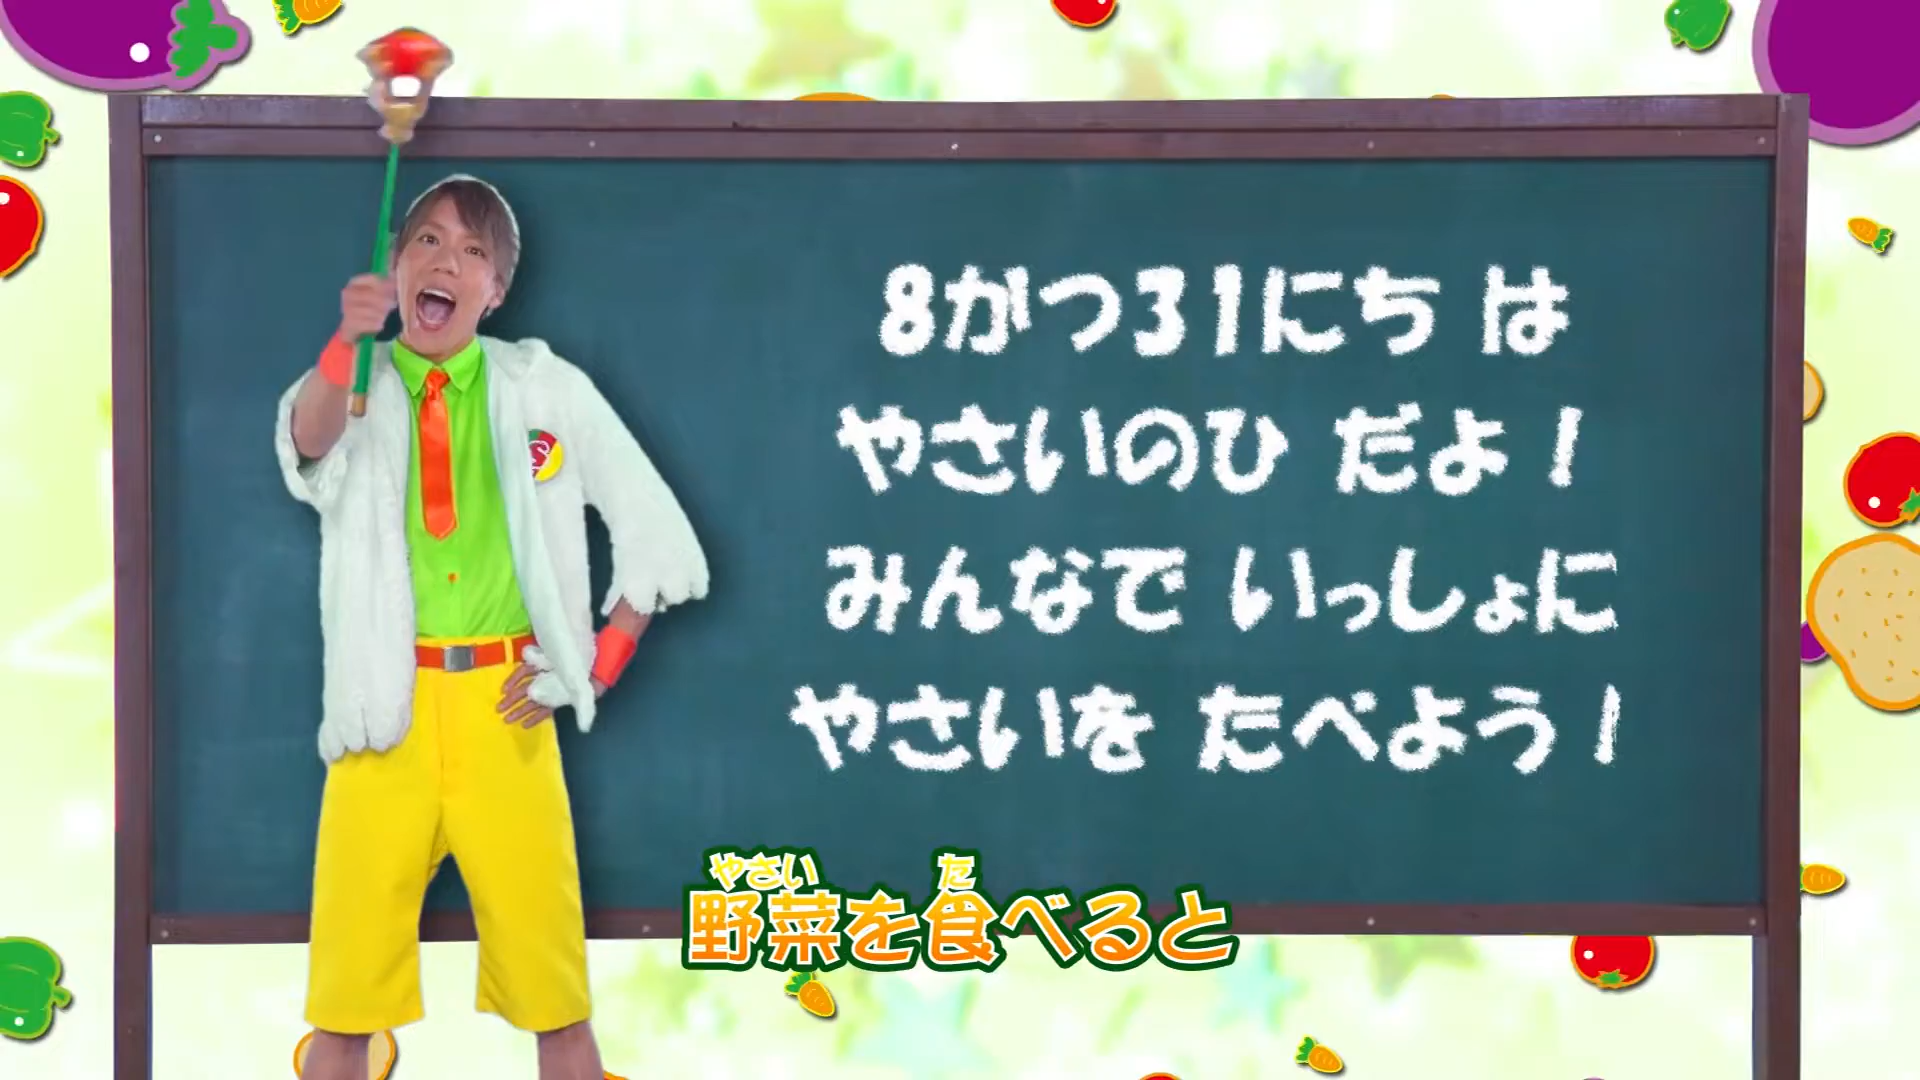 8がつ31にち は
やさいのひ だよ！
みんなで いっしょに
やさいを たべよう！
やさい た
野菜を食べると